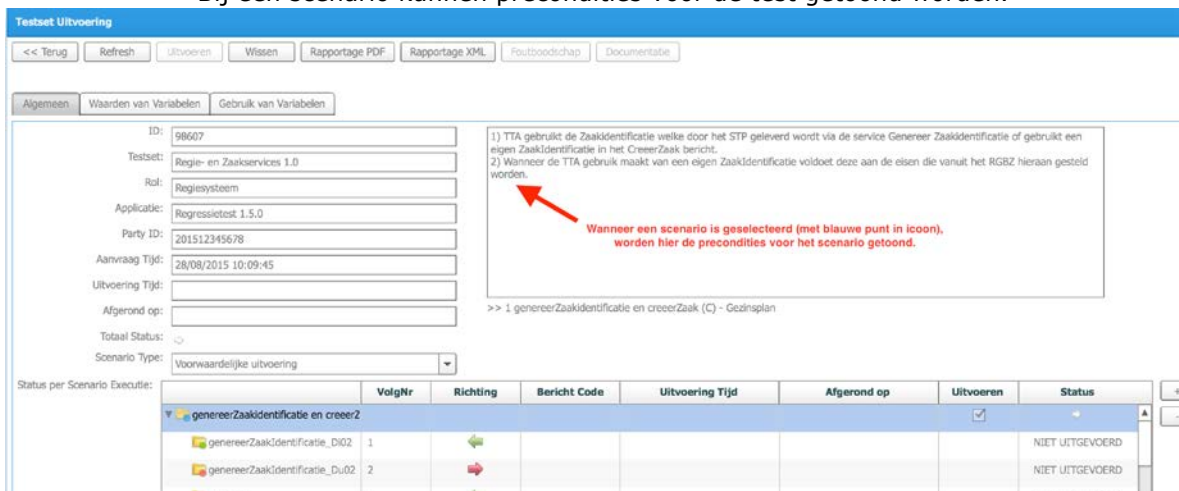 Bij een scenario kunnen precondities voor de test getoond worden.
Testset Uitvoering
<< Terug Refresh Uitvoeren Wissen Rapportage PDF Rapportage XML Foutboodschap Documentatie
Algemeen Waarden van Variabelen Gebruik van Variabelen
ID: 98607
Testset: Regie- en Zaakservices 1.0
Rol: Regiesysteem
Applicatie: Regressietest 1.5.0
Party ID: 201512345678
Aanvraag Tijd: 28/08/2015 10:09:45
Uitvoering Tijd:
Afgerond op:
Totaal Status:
Scenario Type: Voorwaardelijke uitvoering
1) TTA gebruikt de Zaakidentificatie welke door het STP geleverd wordt via de service Genereer Zaakidentificatie of gebruikt een
eigen ZaakIdentificatie in het CreeerZaak bericht.
2) Wanneer de TTA gebruik maakt van een eigen ZaakIdentificatie voldoet deze aan de eisen die vanuit het RGBZ hieraan gesteld
worden.
Wanneer een scenario is geselecteerd (met blauwe punt in icoon),
worden hier de precondities voor het scenario getoond.
>> 1 genereerZaakidentificatie en creeerZaak (C) - Gezinsplan
Status per Scenario Executie:
VolgNr Richting Bericht Code Uitvoering Tijd Afgerond op Uitvoeren Status
genereerZaakidentificatie en creeerZ
genereerZaakIdentificatie_Di02 1 NIET UITGEVOERD
genereerZaakIdentificatie_Du02 2 NIET UITGEVOERD